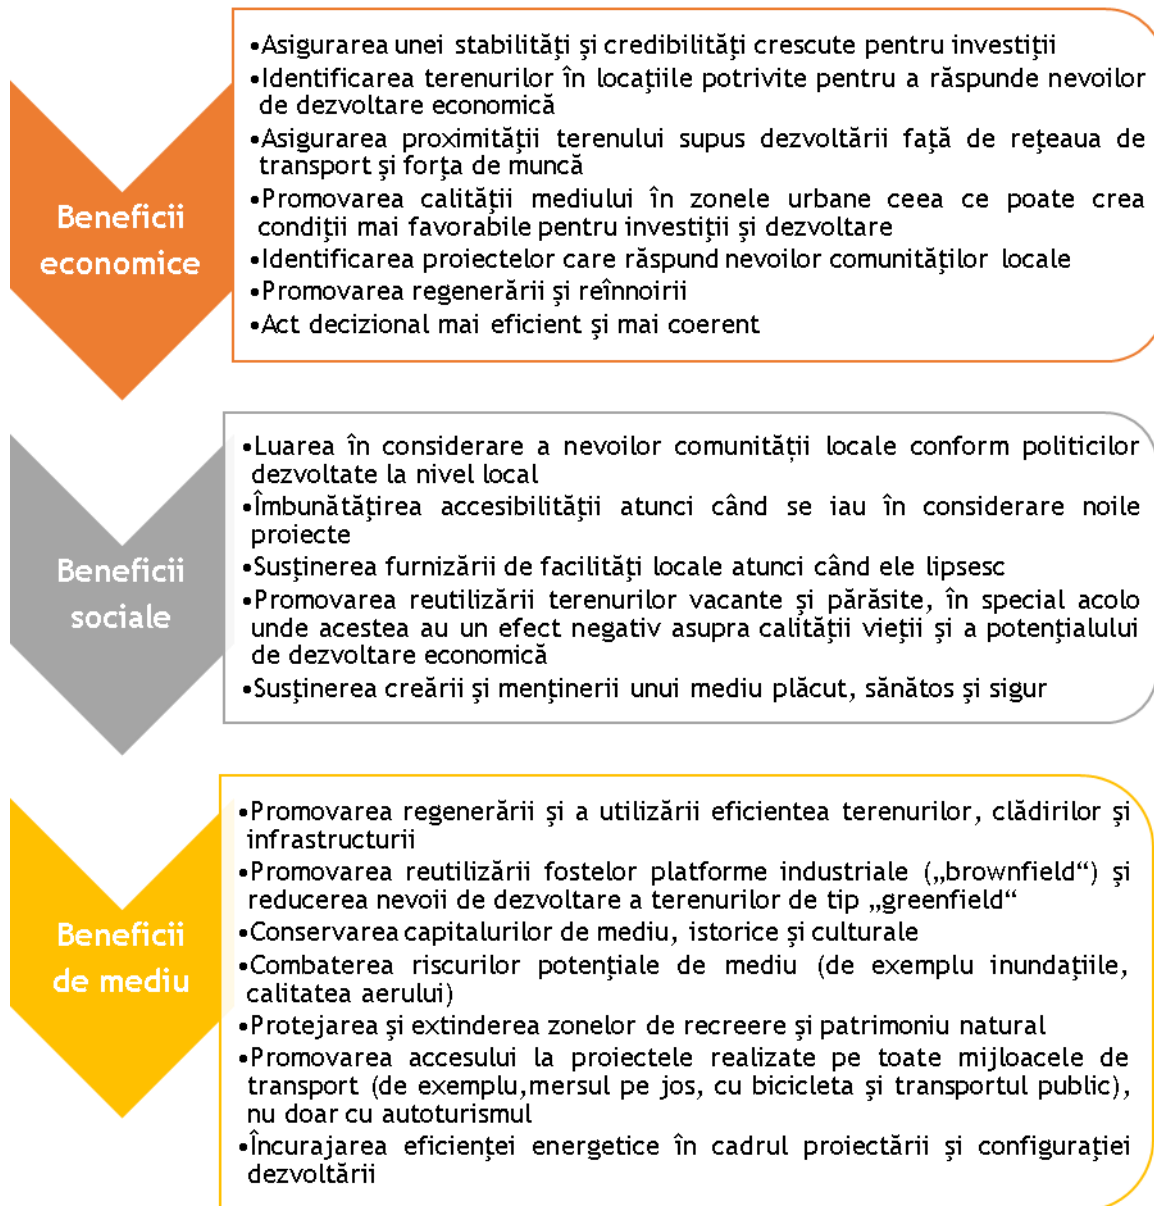 Beneficii
economice
•Asigurarea unei stabilităţi şi credibilităţi crescute pentru investiţii
•Identificarea terenurilor în locaţiile potrivite pentru a răspunde nevoilor
de dezvoltare economică
•Asigurarea proximităţii terenului supus dezvoltării faţă de reţeaua de
transport şi forţa de muncă
•Promovarea calităţii mediului în zonele urbane ceea ce poate crea
condiţii mai favorabile pentru investiţii şi dezvoltare
•Identificarea proiectelor care răspund nevoilor comunităţilor locale
•Promovarea regenerării şi reînnoirii
•Act decizional mai eficient şi mai coerent
Beneficii
sociale
•Luarea în considerare a nevoilor comunității locale conform politicilor
dezvoltate la nivel local
•Îmbunătăţirea accesibilităţii atunci când se iau în considerare noile
proiecte
•Susţinerea furnizării de facilităţi locale atunci când ele lipsesc
•Promovarea reutilizării terenurilor vacante şi părăsite, în special acolo
unde acestea au un efect negativ asupra calităţii vieţii şi a potenţialului
de dezvoltare economică
•Susţinerea creării şi menţinerii unui mediu plăcut, sănătos şi sigur
Beneficii
de mediu
•Promovarea regenerării şi a utilizării eficientea terenurilor, clădirilor şi
infrastructurii
•Promovarea reutilizării fostelor platforme industriale („brownfield“) şi
reducerea nevoii de dezvoltare a terenurilor de tip „greenfield“
•Conservarea capitalurilor de mediu, istorice şi culturale
•Combaterea riscurilor potenţiale de mediu (de exemplu inundaţiile,
calitatea aerului)
•Protejarea şi extinderea zonelor de recreere şi patrimoniu natural
•Promovarea accesului la proiectele realizate pe toate mijloacele de
transport (de exemplu,mersul pe jos, cu bicicleta şi transportul public),
nu doar cu autoturismul
•Încurajarea eficienţei energetice în cadrul proiectării şi configuraţiei
dezvoltării